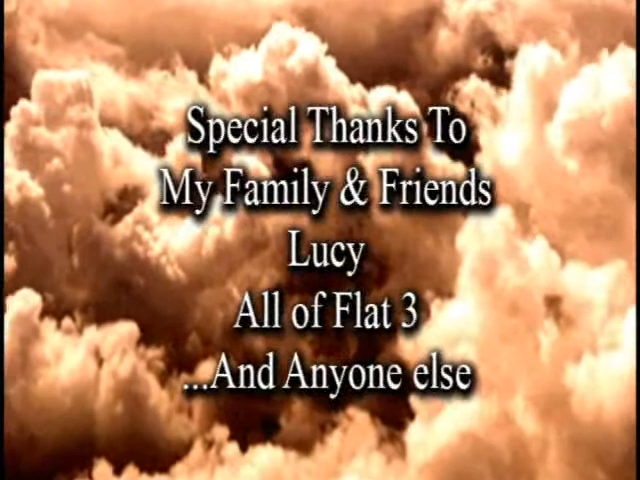 Special Thanks To
My Family & Friends
Lucy
All of Flat 3
...And Anyone else